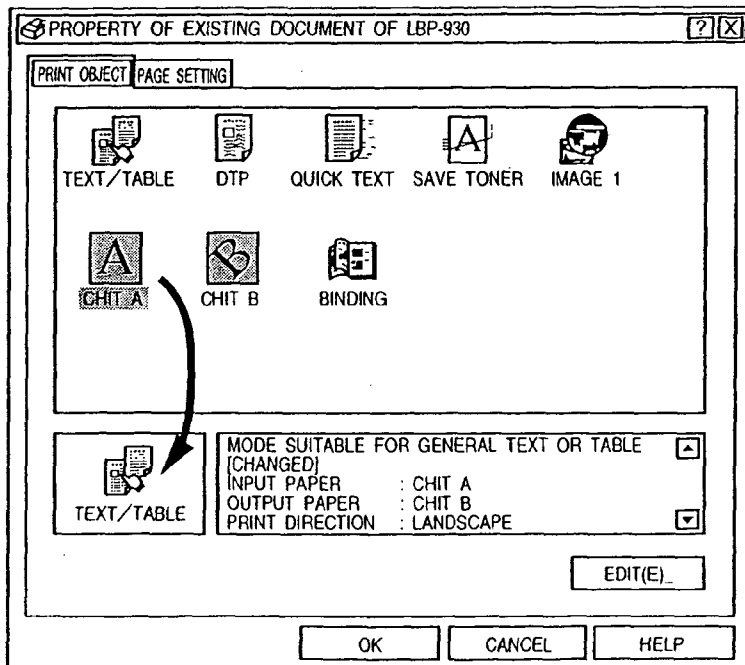 PROPERTY OF EXISTING DOCUMENT OF LBP-930 ? X
PRINT OBJECT PAGE SETTING
TEXT/TABLE DTP QUICK TEXT SAVE TONER IMAGE 1
A B
CHIT A CHIT B BINDING
TEXT/TABLE
MODE SUITABLE FOR GENERAL TEXT OR TABLE
[CHANGED]
INPUT PAPER : CHIT A
OUTPUT PAPER : CHIT B
PRINT DIRECTION : LANDSCAPE
EDIT(E)_
OK CANCEL HELP